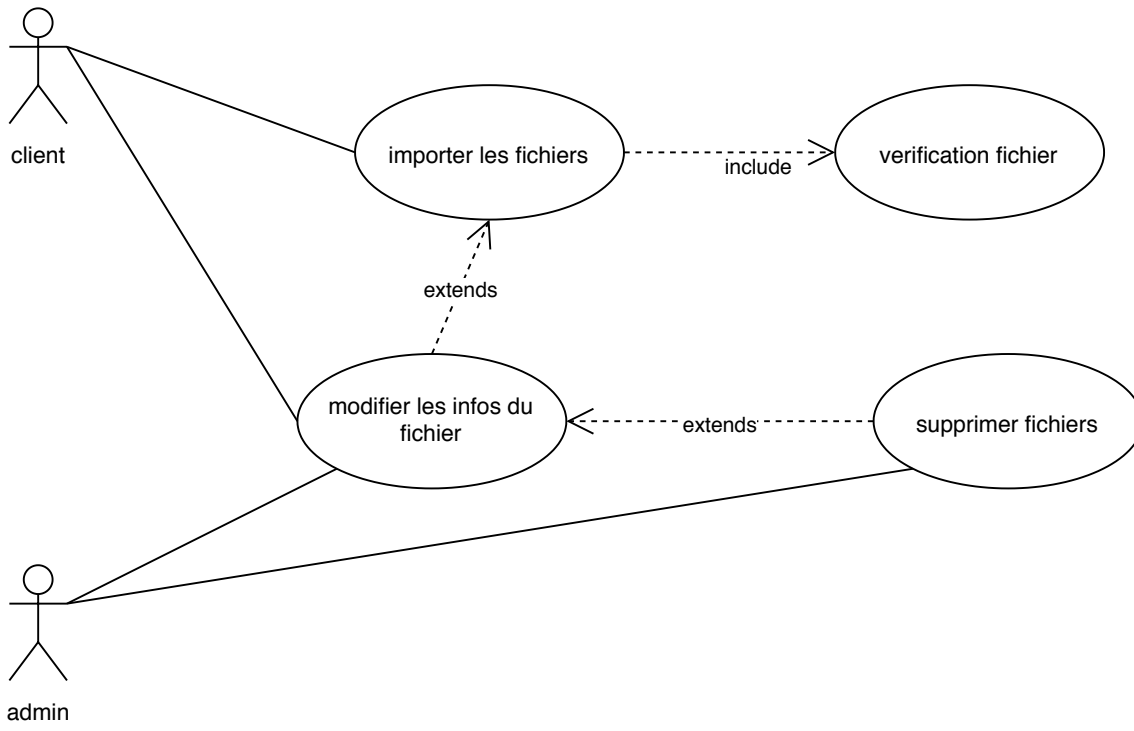 client
importer les fichiers
include
verification fichier
extends
modifier les infos du
fichier
extends
supprimer fichiers
admin